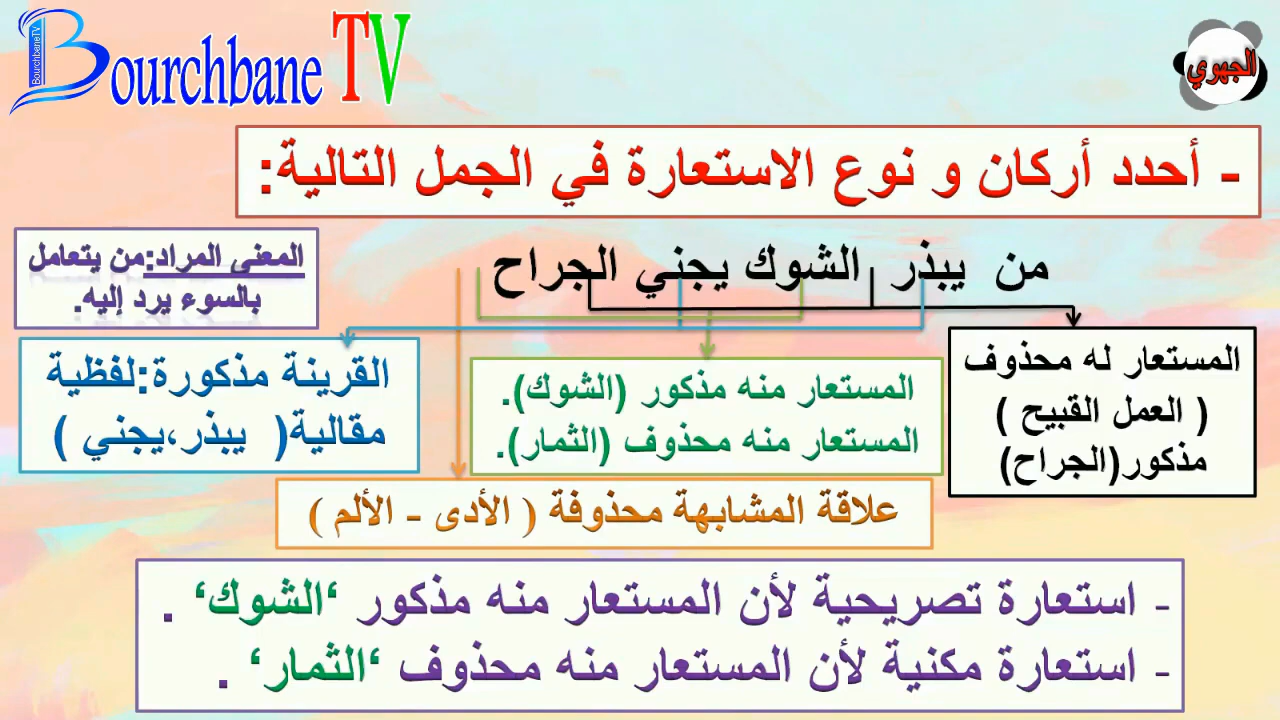 Bourchbane TV
BourchbaneTV
الجهوي
- أحدد أركان و نوع الاستعارة في الجمل التالية:
من يبذر الشوك يجني الجراح
المعنى المراد:من يتعامل
بالسوء يرد إليه.
المستعار له محذوف
( العمل القبيح )
مذكور(الجراح)
المستعار منه مذكور (الشوك).
المستعار منه محذوف (الثمار).
القرينة مذكورة:لفظية
مقالية( يبذر،يجني )
علاقة المشابهة محذوفة ( الأدى - الألم )
- استعارة تصريحية لأن المستعار منه مذكور ‘الشوك‘ .
- استعارة مكنية لأن المستعار منه محذوف ‘الثمار‘ .